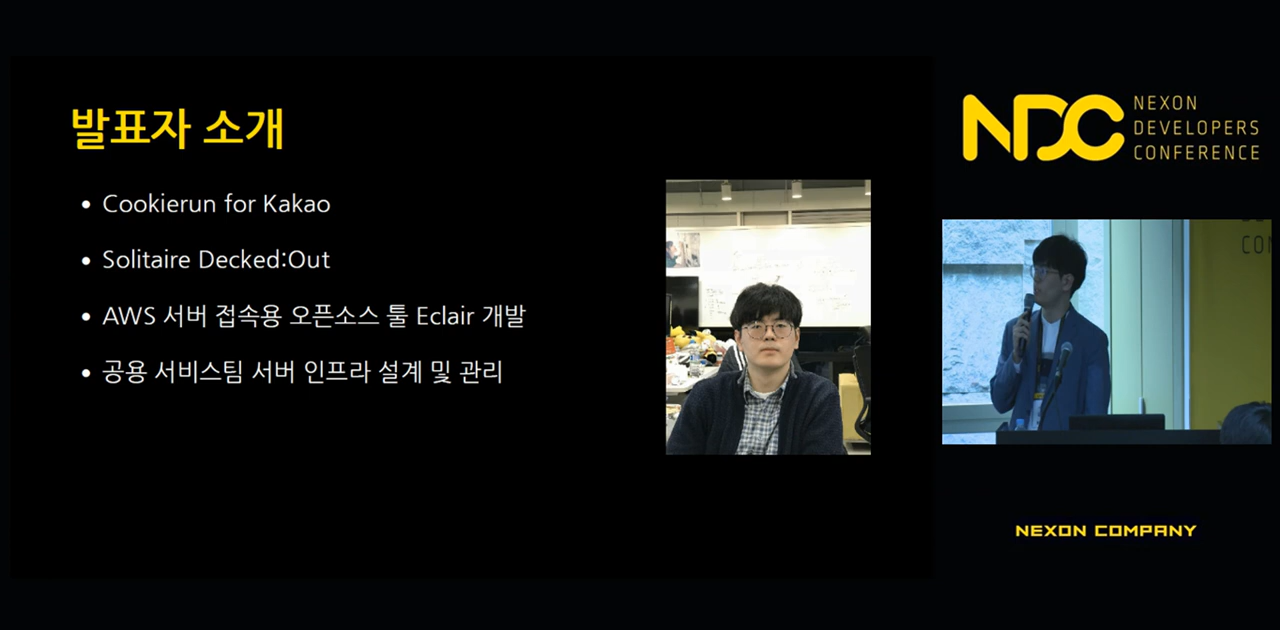 발표자 소개
• Cookierun for Kakao
• Solitaire Decked:Out
• AWS 서버 접속용 오픈소스 툴 Eclair 개발
• 공용 서비스팀 서버 인프라 설계 및 관리
NDC
NEXON
DEVELOPERS
CONFERENCE
NEXON COMPANY